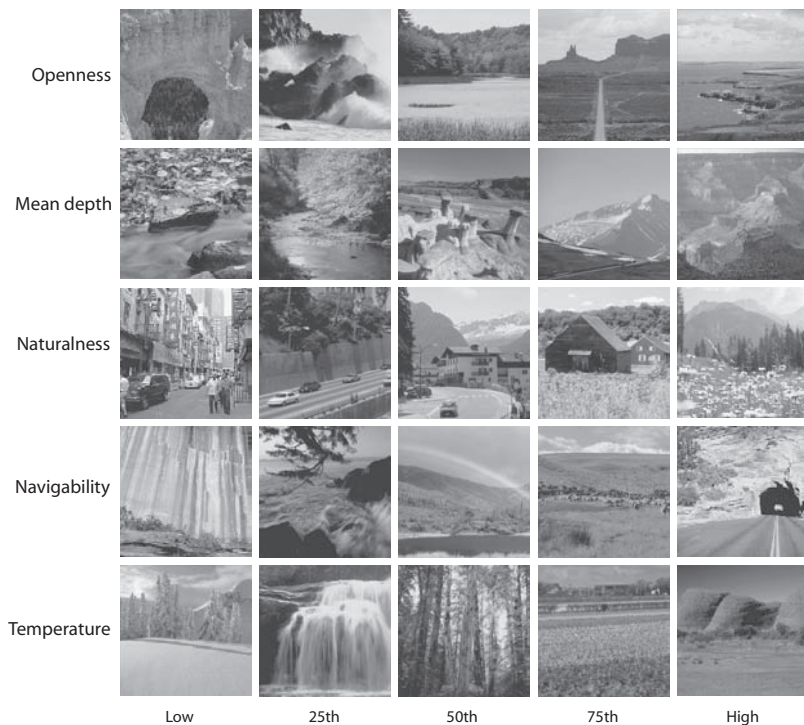 Openness
Mean depth
Naturalness
Navigability
Temperature
Low 25th 50th 75th High